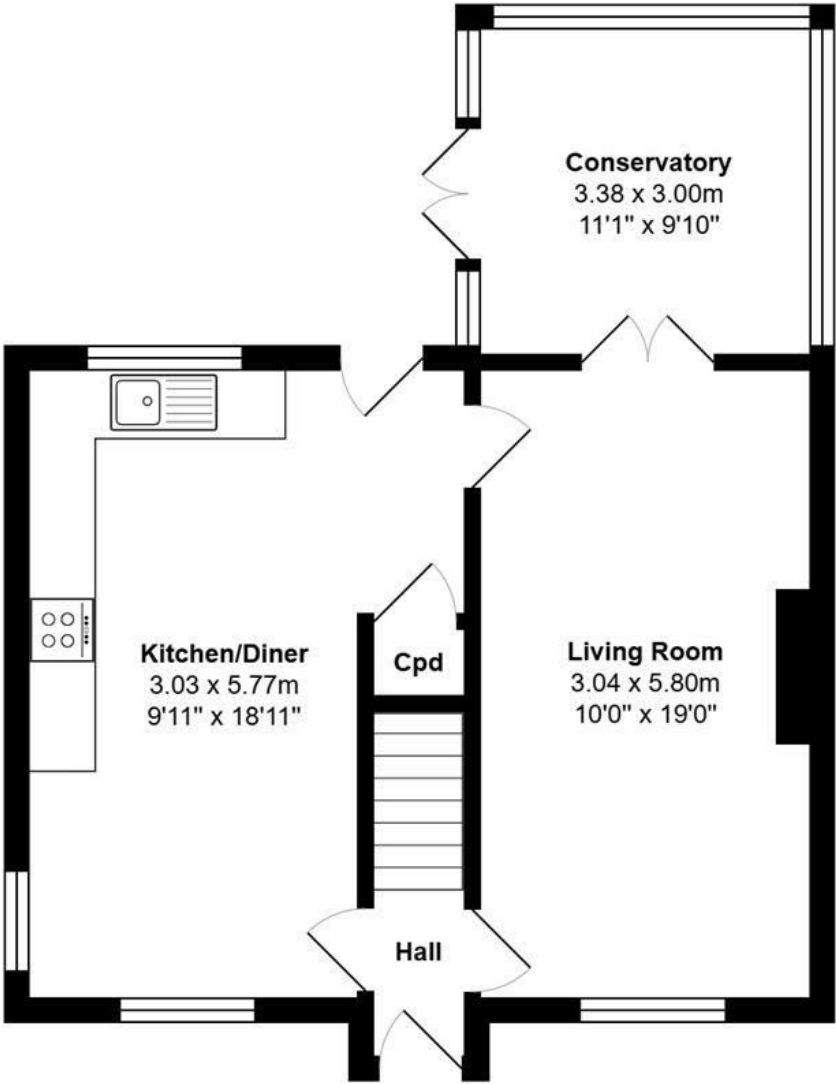 Conservatory
3.38 x 3.00m
11'1" x 9'10"
Kitchen/Diner
3.03 x 5.77m
9'11" x 18'11"
Cpd
Living Room
3.04 x 5.80m
10'0" x 19'0"
Hall